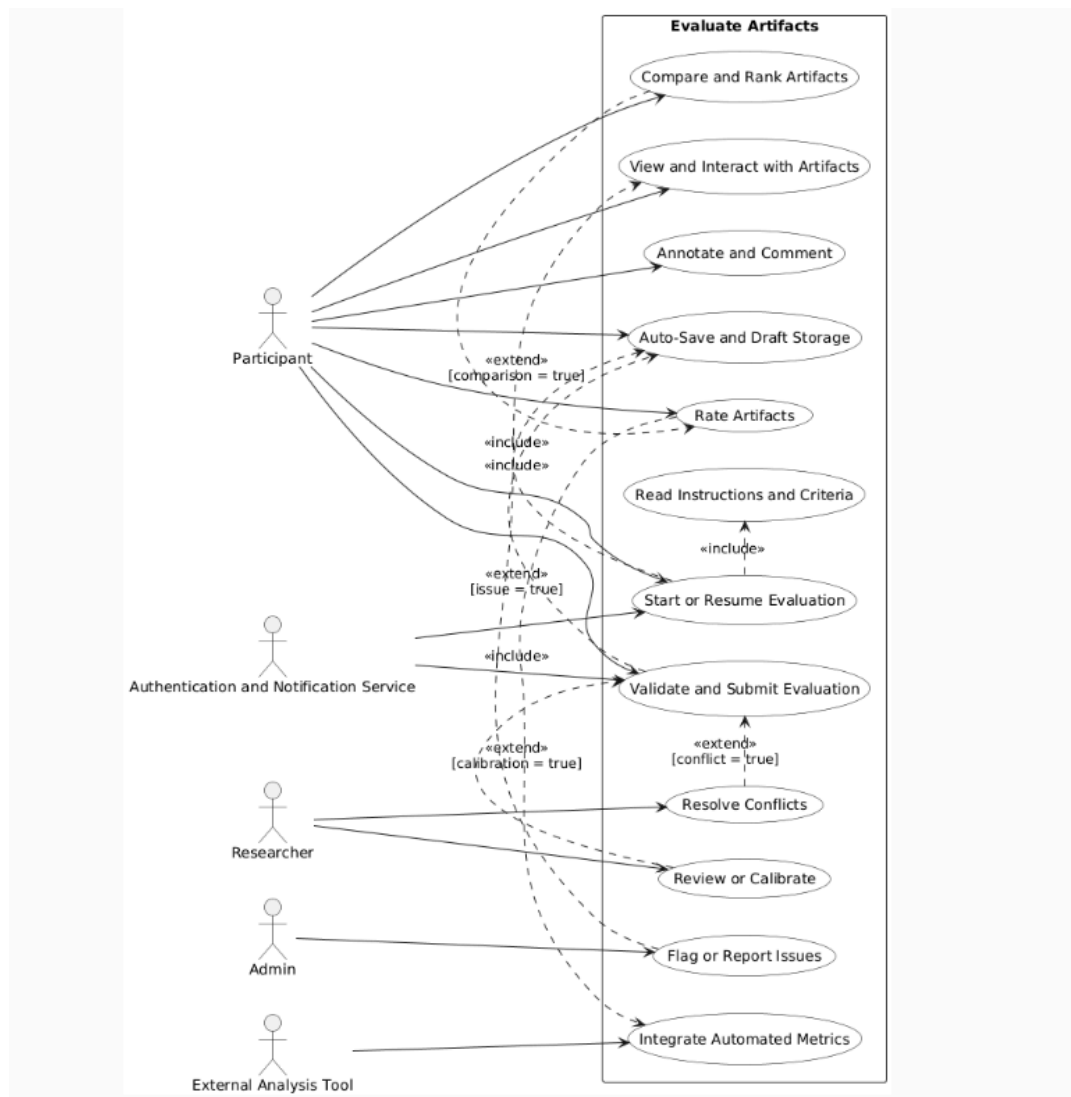 Evaluate Artifacts
Compare and Rank Artifacts
View and Interact with Artifacts
Annotate and Comment
Auto-Save and Draft Storage
Participant
«extend»
[comparison = true]
Rate Artifacts
«include»
«include»
Read Instructions and Criteria
«include»
«extend»
[issue = true]
Start or Resume Evaluation
«include»
Authentication and Notification Service
Validate and Submit Evaluation
«extend»
[calibration = true]
«extend»
[conflict = true]
Resolve Conflicts
Researcher
Review or Calibrate
Flag or Report Issues
Admin
Integrate Automated Metrics
External Analysis Tool